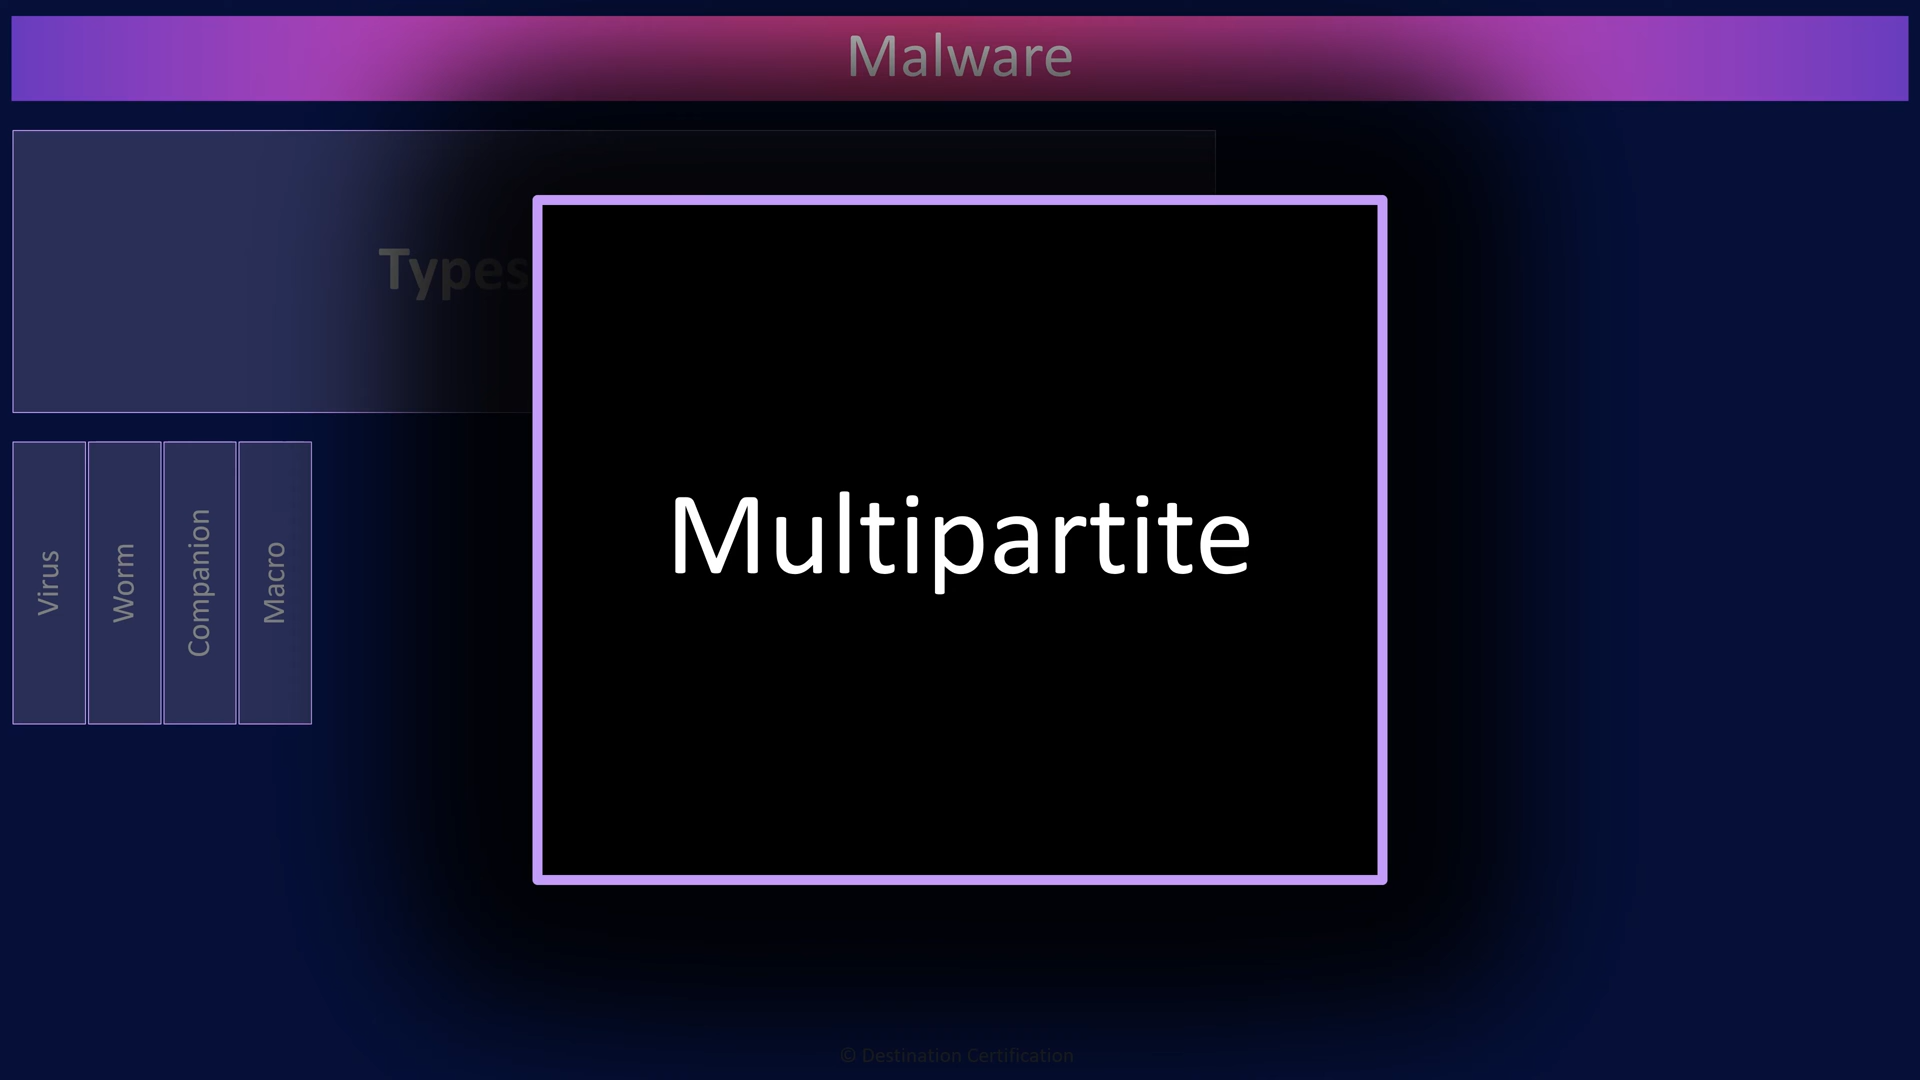 Malware
Types
Multipartite
Virus
Worm
Companion
Macro
© Destination Certification